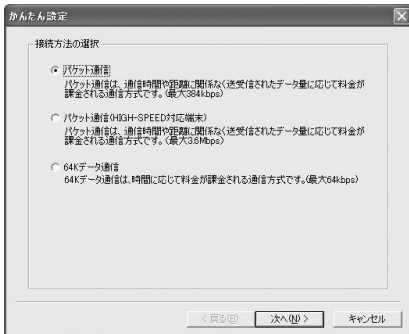 かんたん設定
接続方法の選択
パケット通信
パケット通信は、通信時間や距離に関係なく送受信されたデータ量に応じて料金が
課金される通信方式です。(最大384kbps)
パケット通信(HIGH-SPEED対応端末)
パケット通信は、通信時間や距離に関係なく送受信されたデータ量に応じて料金が
課金される通信方式です。(最大3.6Mbps)
64Kデータ通信
64Kデータ通信は、時間に応じて料金が課金される通信方式です。(最大64kbps)
< 戻る(B) 次へ(N) > キャンセル